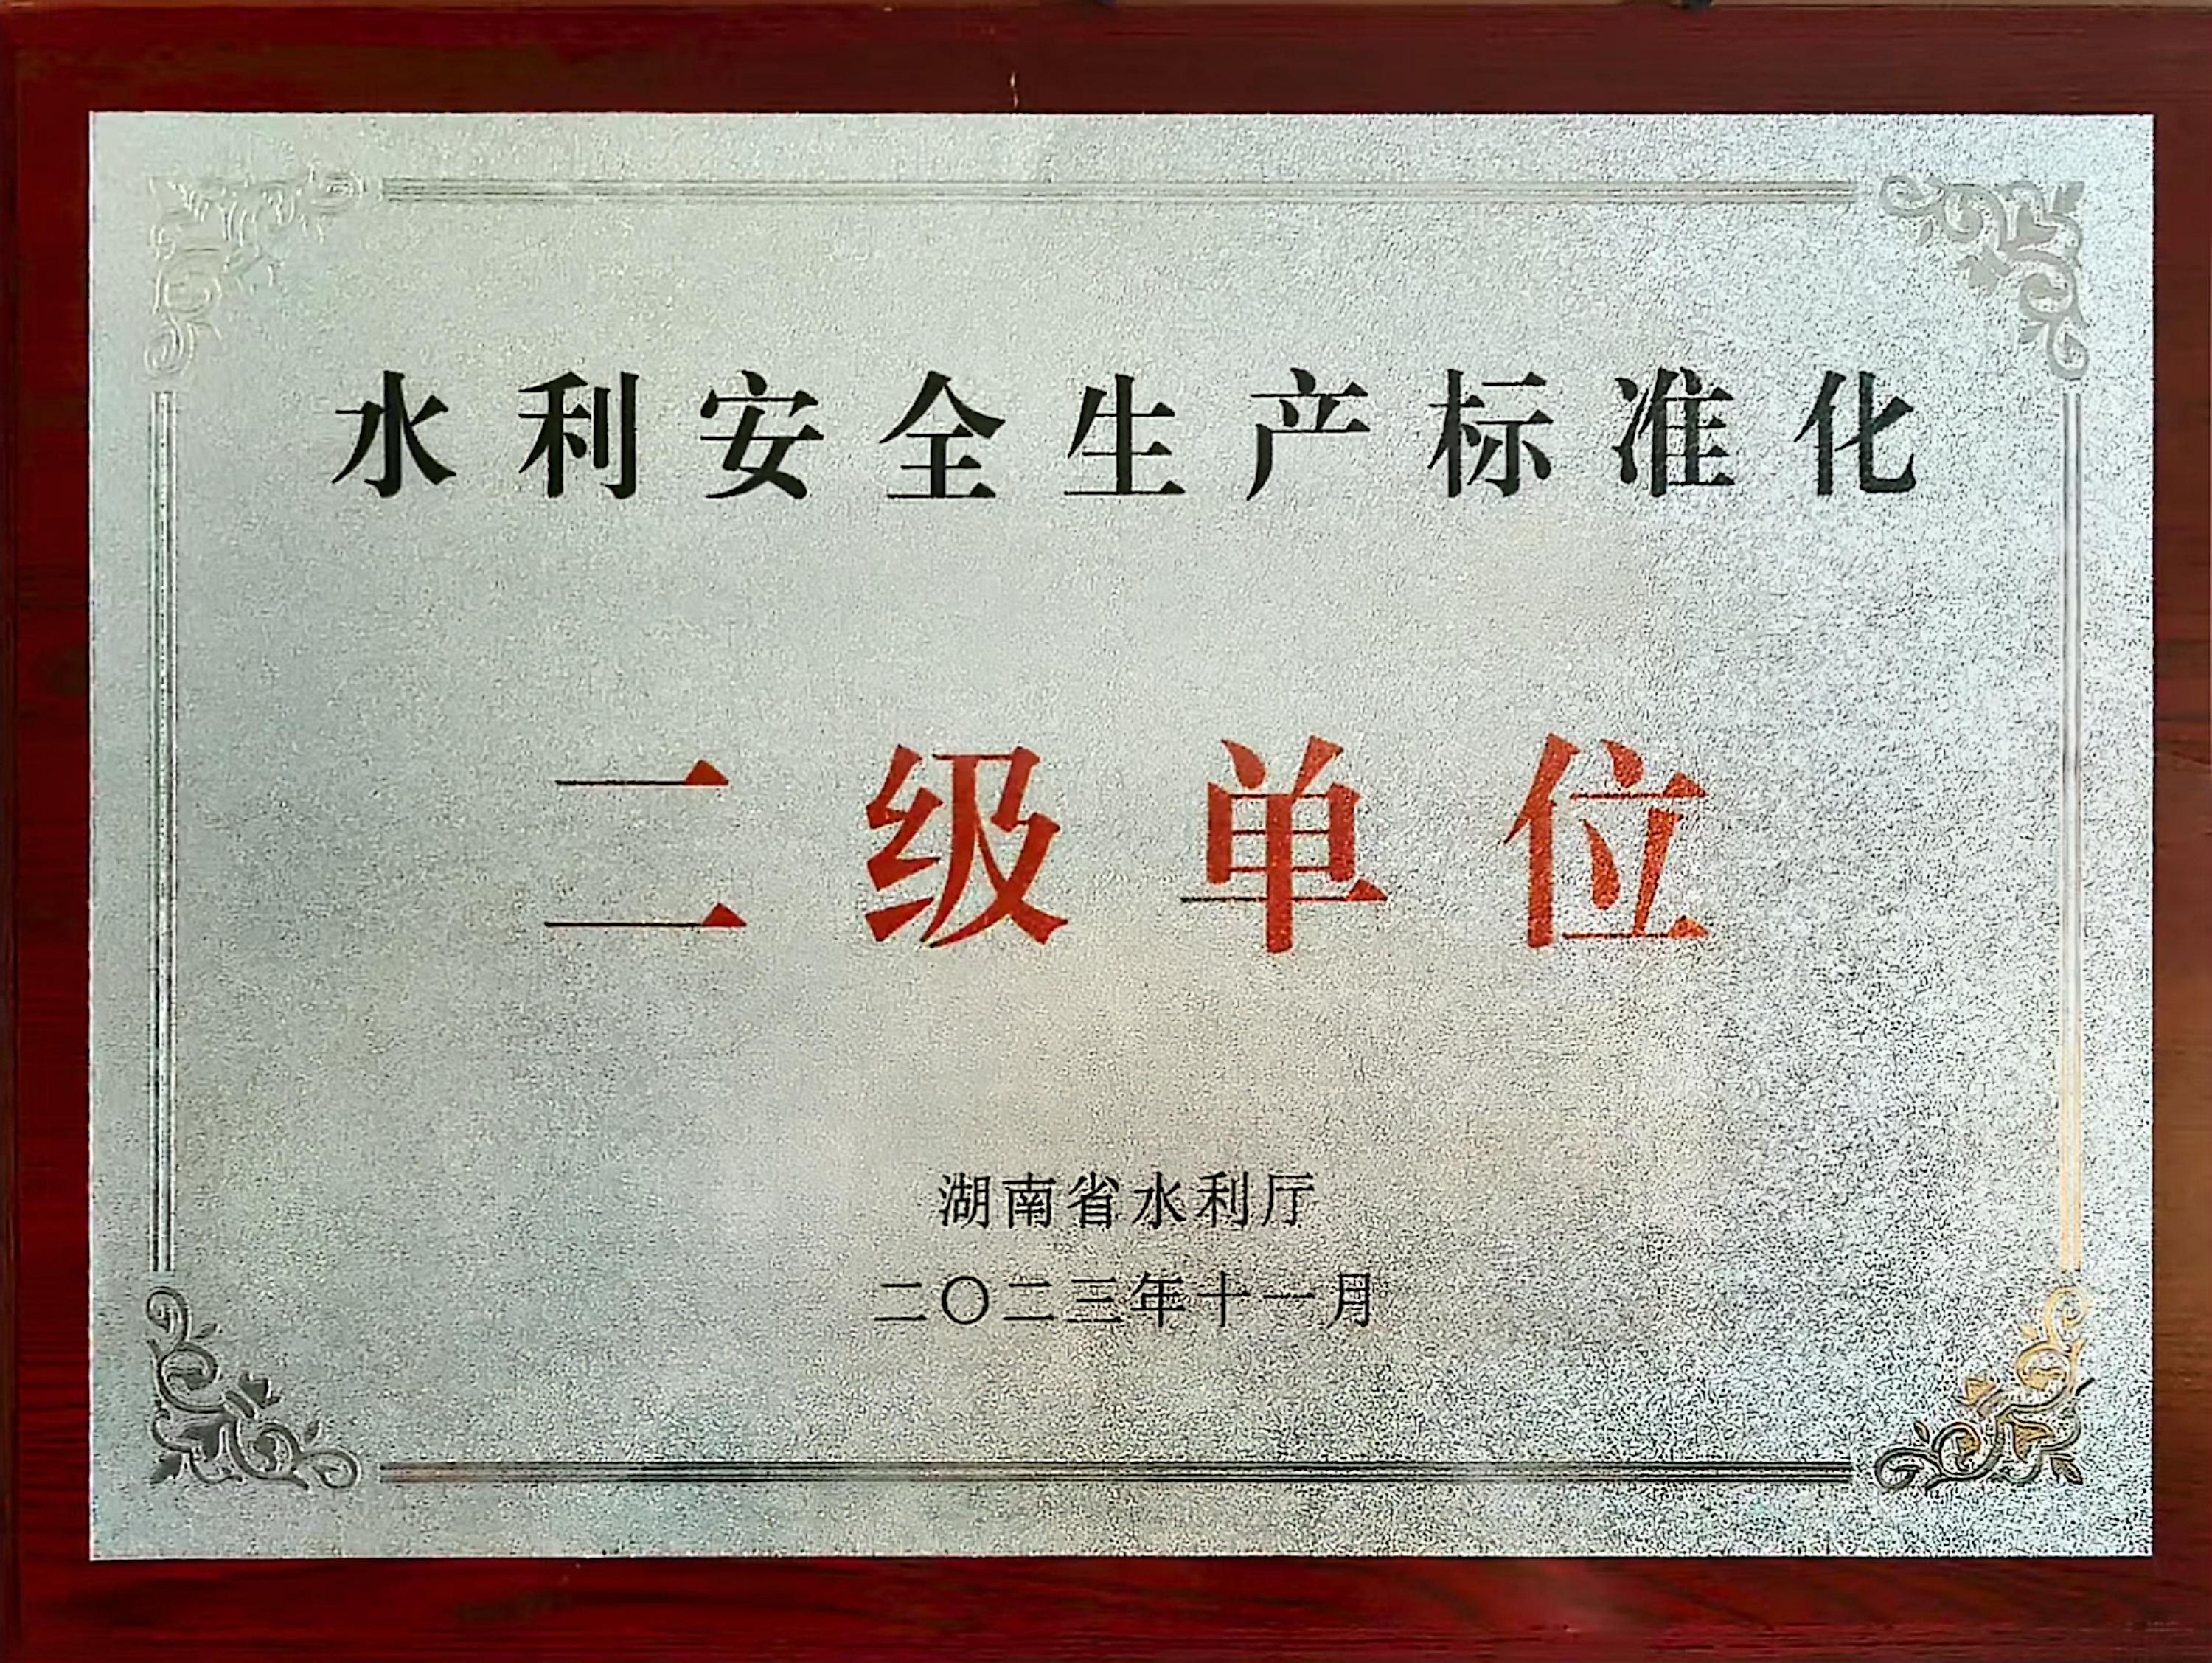 水利安全生产标准化
二级单位
湖南省水利厅
二〇二三年十一月